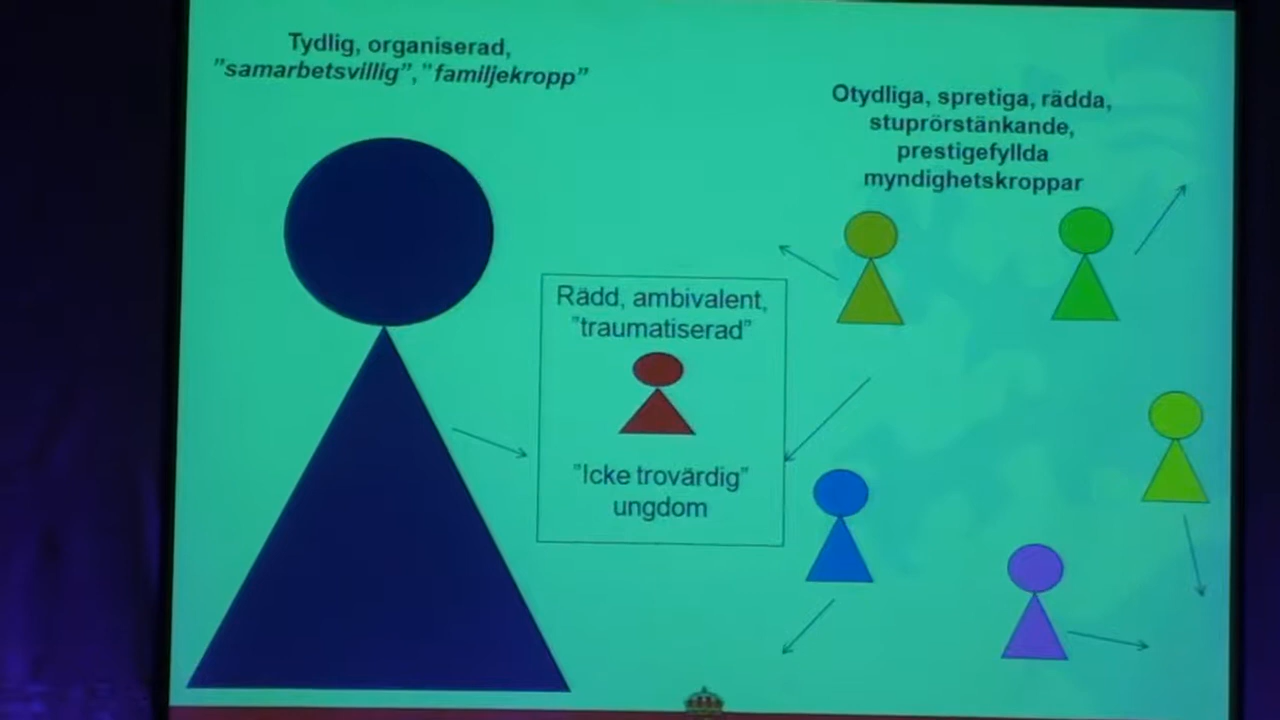 Tydlig, organiserad,
”samarbetsvillig”, ”familjekropp”
Otydliga, spretiga, rädda,
stuprörstänkande,
prestigefyllda
myndighetskroppar
Rädd, ambivalent,
”traumatiserad”
”Icke trovärdig”
ungdom